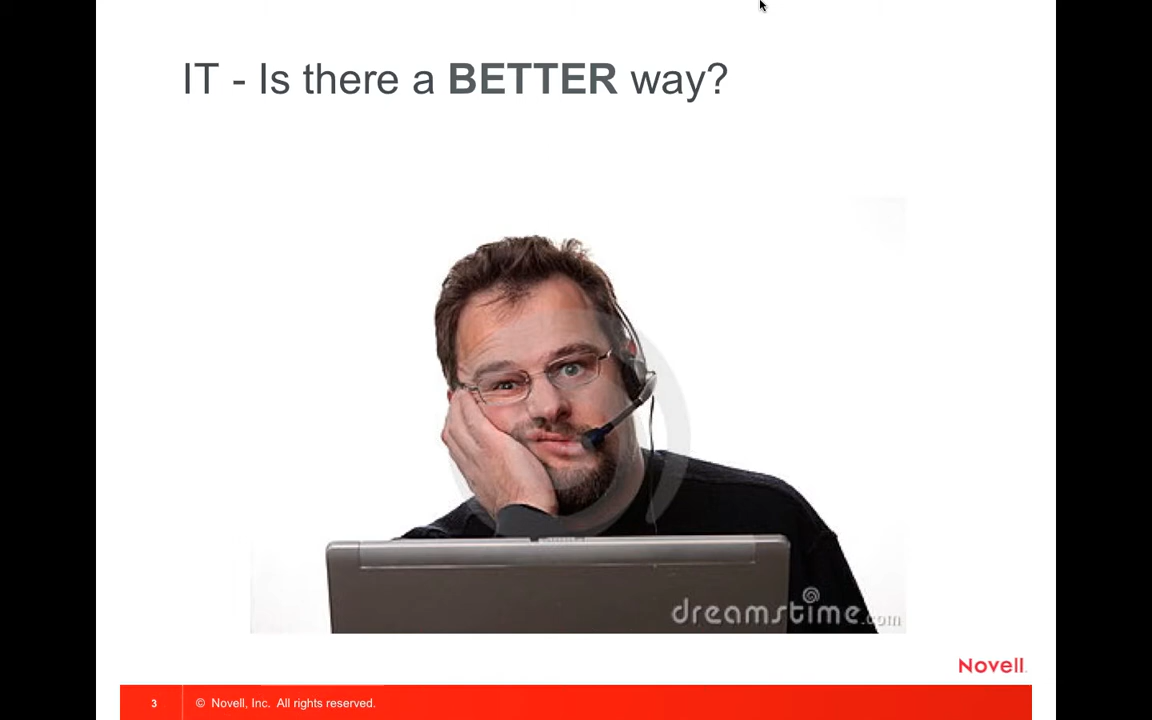 IT - Is there a BETTER way?
dreamstime.com
Novell
3 © Novell, Inc. All rights reserved.